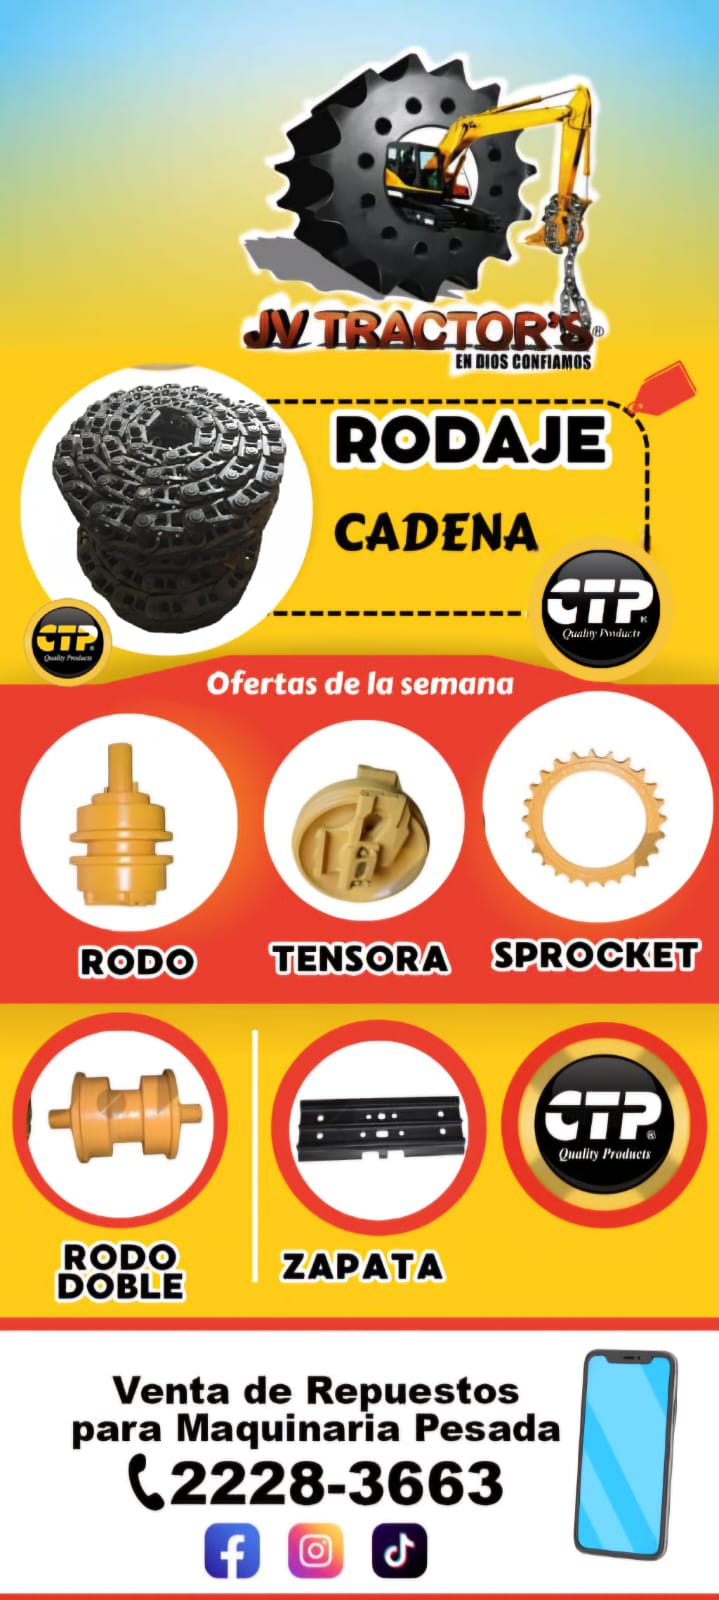 JV TRACTOR'S®
EN DIOS CONFIAMOS
RODAJE
CADENA
CTP®
Quality Products
CTP®
Quality Products
Ofertas de la semana
RODO
TENSORA
SPROCKET
CTP®
Quality Products
RODO
DOBLE
ZAPATA
Venta de Repuestos
para Maquinaria Pesada
2228-3663